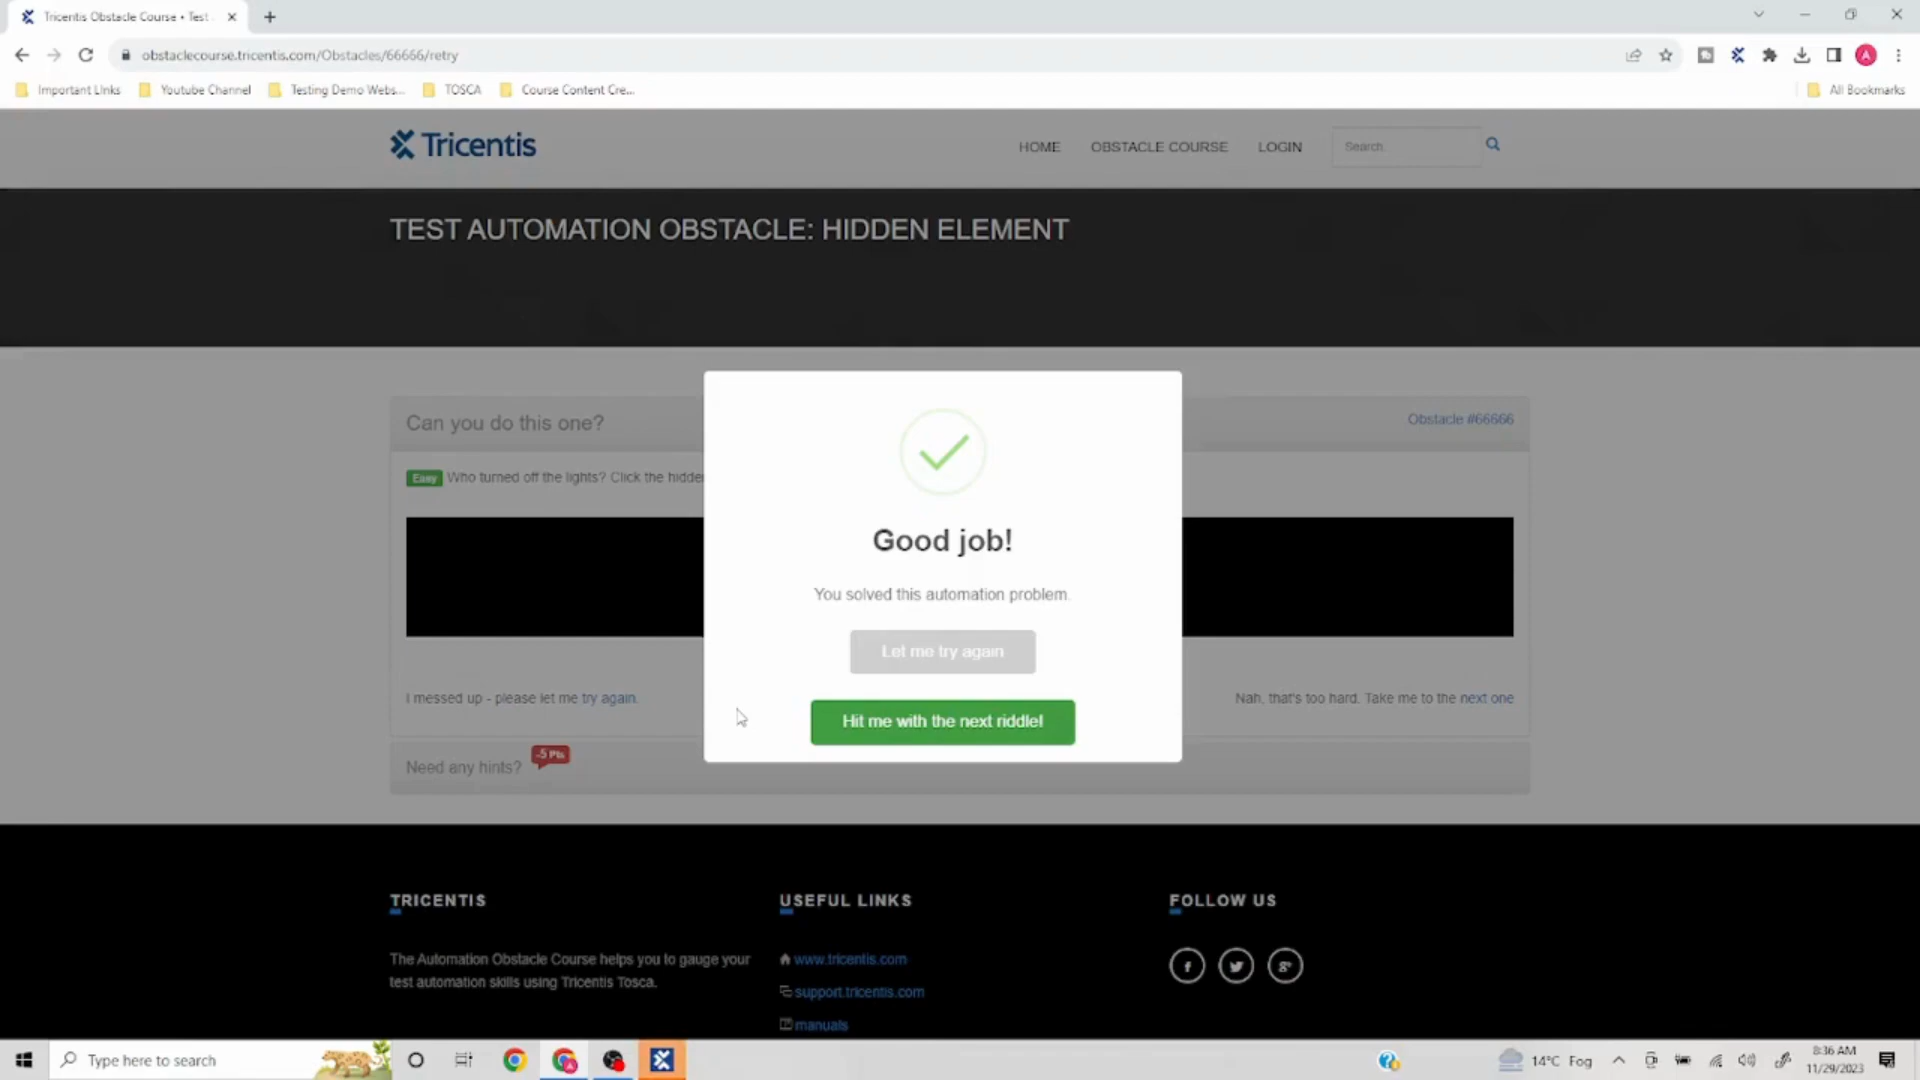 Tricentis Obstacle Course • Test
obstaclecourse.tricentis.com/Obstacles/66666/retry
A
Important Links
Youtube Channel
Testing Demo Webs...
TOSCA
Course Content Cre...
All Bookmarks
Tricentis
HOME
OBSTACLE COURSE
LOGIN
Search
TEST AUTOMATION OBSTACLE: HIDDEN ELEMENT
Can you do this one?
Obstacle #66666
Easy Who turned off the lights? Click the hidden
Good job!
You solved this automation problem.
Let me try again
Hit me with the next riddle!
I messed up - please let me try again.
Nah, that's too hard. Take me to the next one
Need any hints?
-5 Pts
TRICENTIS
The Automation Obstacle Course helps you to gauge your
test automation skills using Tricentis Tosca.
USEFUL LINKS
www.tricentis.com
support.tricentis.com
manuals
FOLLOW US
Type here to search
14°C Fog
8:36 AM
11/29/2023